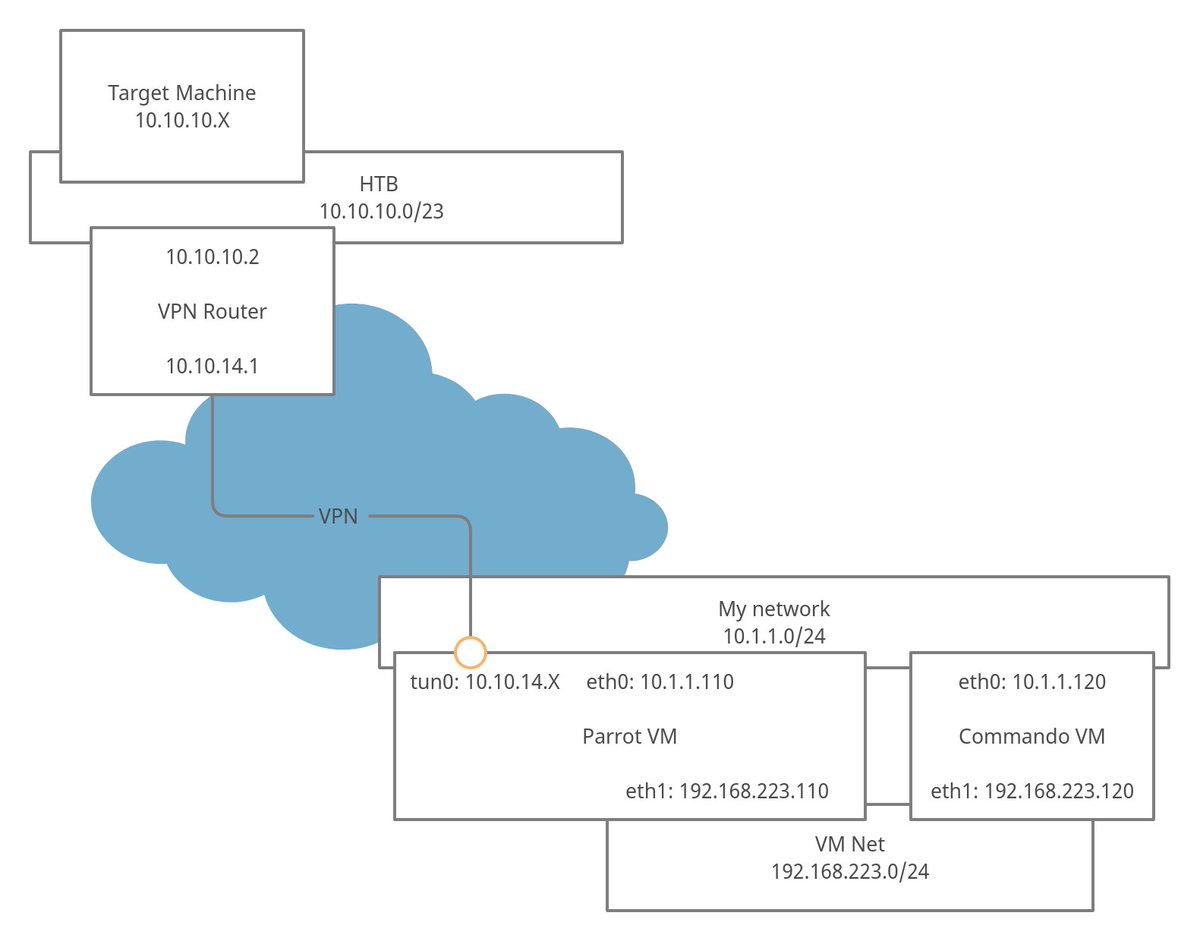 Target Machine
10.10.10.X
HTB
10.10.10.0/23
10.10.10.2
VPN Router
10.10.14.1
VPN
My network
10.1.1.0/24
tun0: 10.10.14.X
eth0: 10.1.1.110
Parrot VM
eth1: 192.168.223.110
eth0: 10.1.1.120
Commando VM
eth1: 192.168.223.120
VM Net
192.168.223.0/24